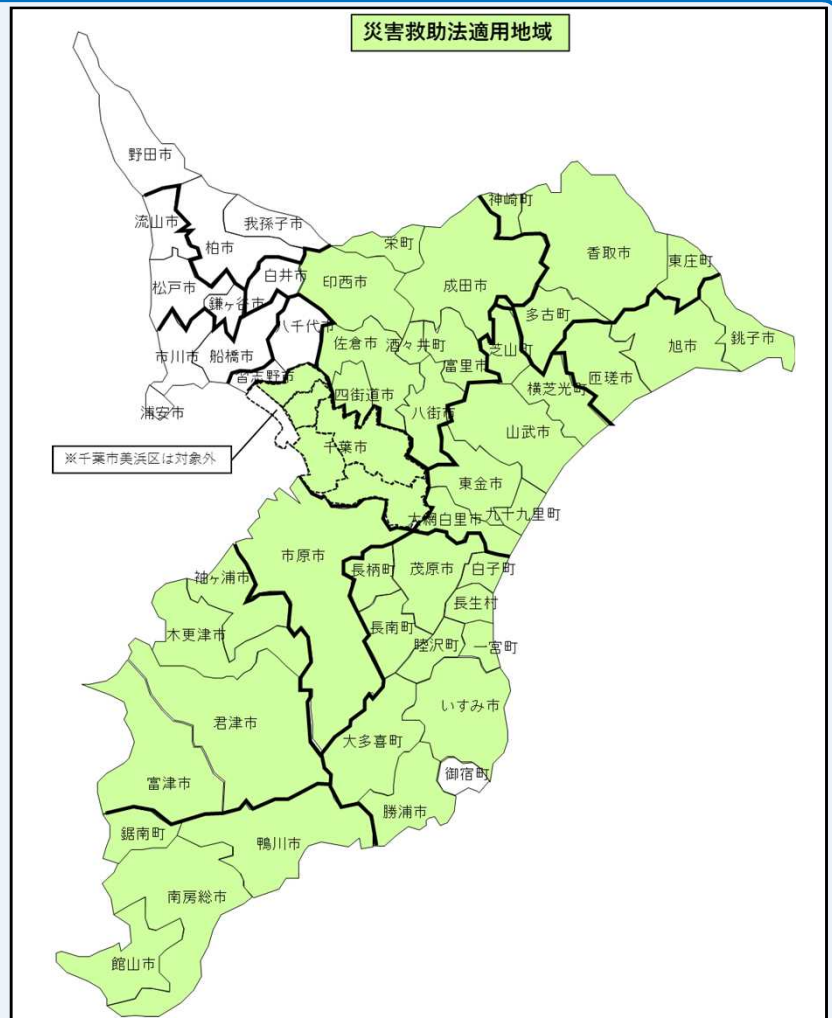 災害救助法適用地域
野田市
流山市
柏市
我孫子市
松戸市
鎌ヶ谷市
白井市
市川市
船橋市
八千代市
浦安市
習志野市
※千葉市美浜区は対象外
栄町
印西市
成田市
神崎町
香取市
東庄町
多古町
佐倉市
酒々井町
富里市
芝山町
四街道市
八街市
横芝光町
匝瑳市
旭市
銚子市
千葉市
山武市
東金市
大網白里市
九十九里町
市原市
長柄町
茂原市
白子町
長生村
長南町
睦沢町
一宮町
袖ヶ浦市
木更津市
君津市
富津市
大多喜町
いすみ市
御宿町
勝浦市
鋸南町
鴨川市
南房総市
館山市